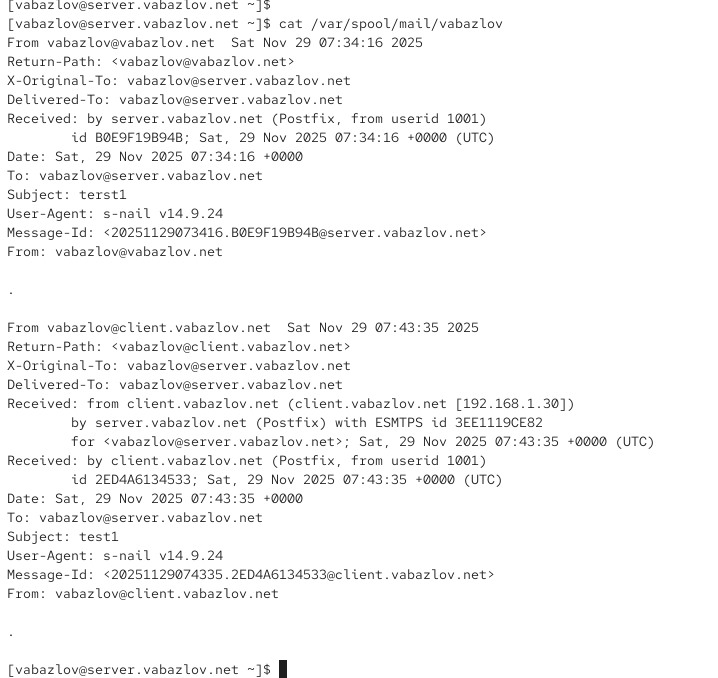 [vabazlov@server.vabazlov.net ~]$
[vabazlov@server.vabazlov.net ~]$ cat /var/spool/mail/vabazlov
From vabazlov@vabazlov.net  Sat Nov 29 07:34:16 2025
Return-Path: <vabazlov@vabazlov.net>
X-Original-To: vabazlov@server.vabazlov.net
Delivered-To: vabazlov@server.vabazlov.net
Received: by server.vabazlov.net (Postfix, from userid 1001)
        id B0E9F19B94B; Sat, 29 Nov 2025 07:34:16 +0000 (UTC)
Date: Sat, 29 Nov 2025 07:34:16 +0000
To: vabazlov@server.vabazlov.net
Subject: terst1
User-Agent: s-nail v14.9.24
Message-Id: <20251129073416.B0E9F19B94B@server.vabazlov.net>
From: vabazlov@vabazlov.net

.

From vabazlov@client.vabazlov.net  Sat Nov 29 07:43:35 2025
Return-Path: <vabazlov@client.vabazlov.net>
X-Original-To: vabazlov@server.vabazlov.net
Delivered-To: vabazlov@server.vabazlov.net
Received: from client.vabazlov.net (client.vabazlov.net [192.168.1.30])
        by server.vabazlov.net (Postfix) with ESMTPS id 3EE1119CE82
        for <vabazlov@server.vabazlov.net>; Sat, 29 Nov 2025 07:43:35 +0000 (UTC)
Received: by client.vabazlov.net (Postfix, from userid 1001)
        id 2ED4A6134533; Sat, 29 Nov 2025 07:43:35 +0000 (UTC)
Date: Sat, 29 Nov 2025 07:43:35 +0000
To: vabazlov@server.vabazlov.net
Subject: test1
User-Agent: s-nail v14.9.24
Message-Id: <20251129074335.2ED4A6134533@client.vabazlov.net>
From: vabazlov@client.vabazlov.net

.

[vabazlov@server.vabazlov.net ~]$